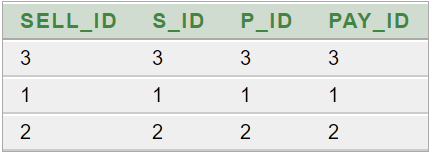 SELL_ID S_ID P_ID PAY_ID
3 3 3 3
1 1 1 1
2 2 2 2